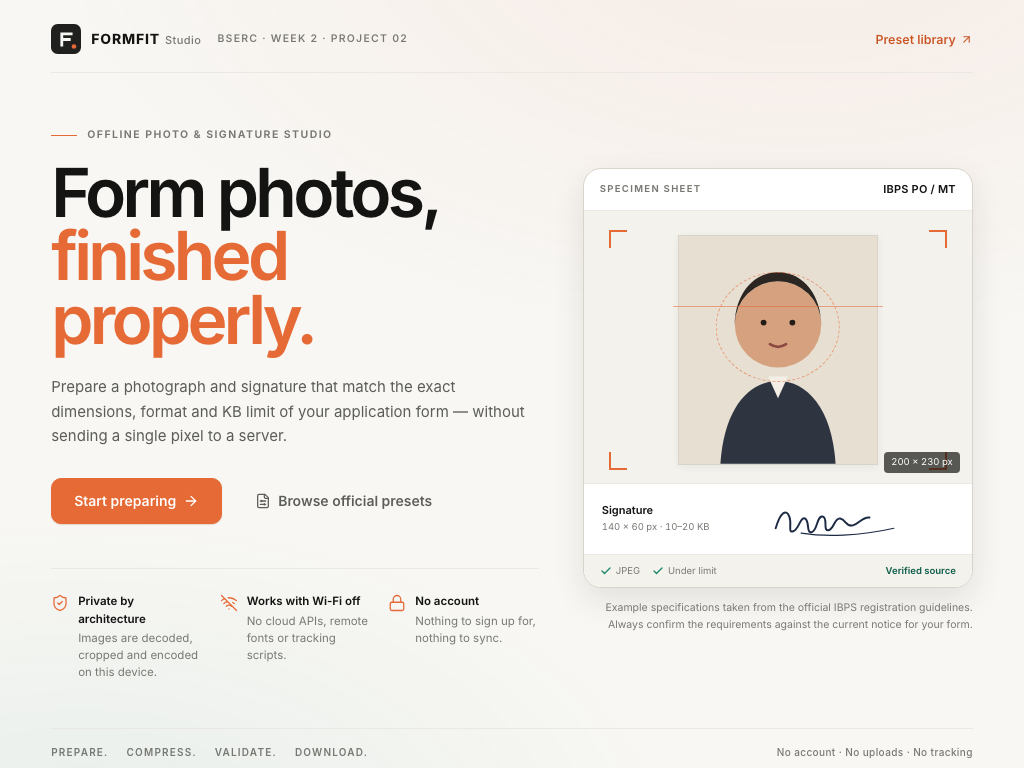 F.
FORMFIT Studio
BSERC · WEEK 2 · PROJECT 02
Preset library
OFFLINE PHOTO & SIGNATURE STUDIO
Form photos,
finished
properly.
Prepare a photograph and signature that match the exact
dimensions, format and KB limit of your application form — without
sending a single pixel to a server.
Start preparing
Browse official presets
Private by
architecture
Images are decoded,
cropped and encoded
on this device.
Works with Wi-Fi off
No cloud APIs, remote
fonts or tracking
scripts.
No account
Nothing to sign up for,
nothing to sync.
SPECIMEN SHEET
IBPS PO / MT
200 × 230 px
Signature
140 × 60 px · 10–20 KB
JPEG
Under limit
Verified source
Example specifications taken from the official IBPS registration guidelines.
Always confirm the requirements against the current notice for your form.
PREPARE. COMPRESS. VALIDATE. DOWNLOAD.
No account · No uploads · No tracking